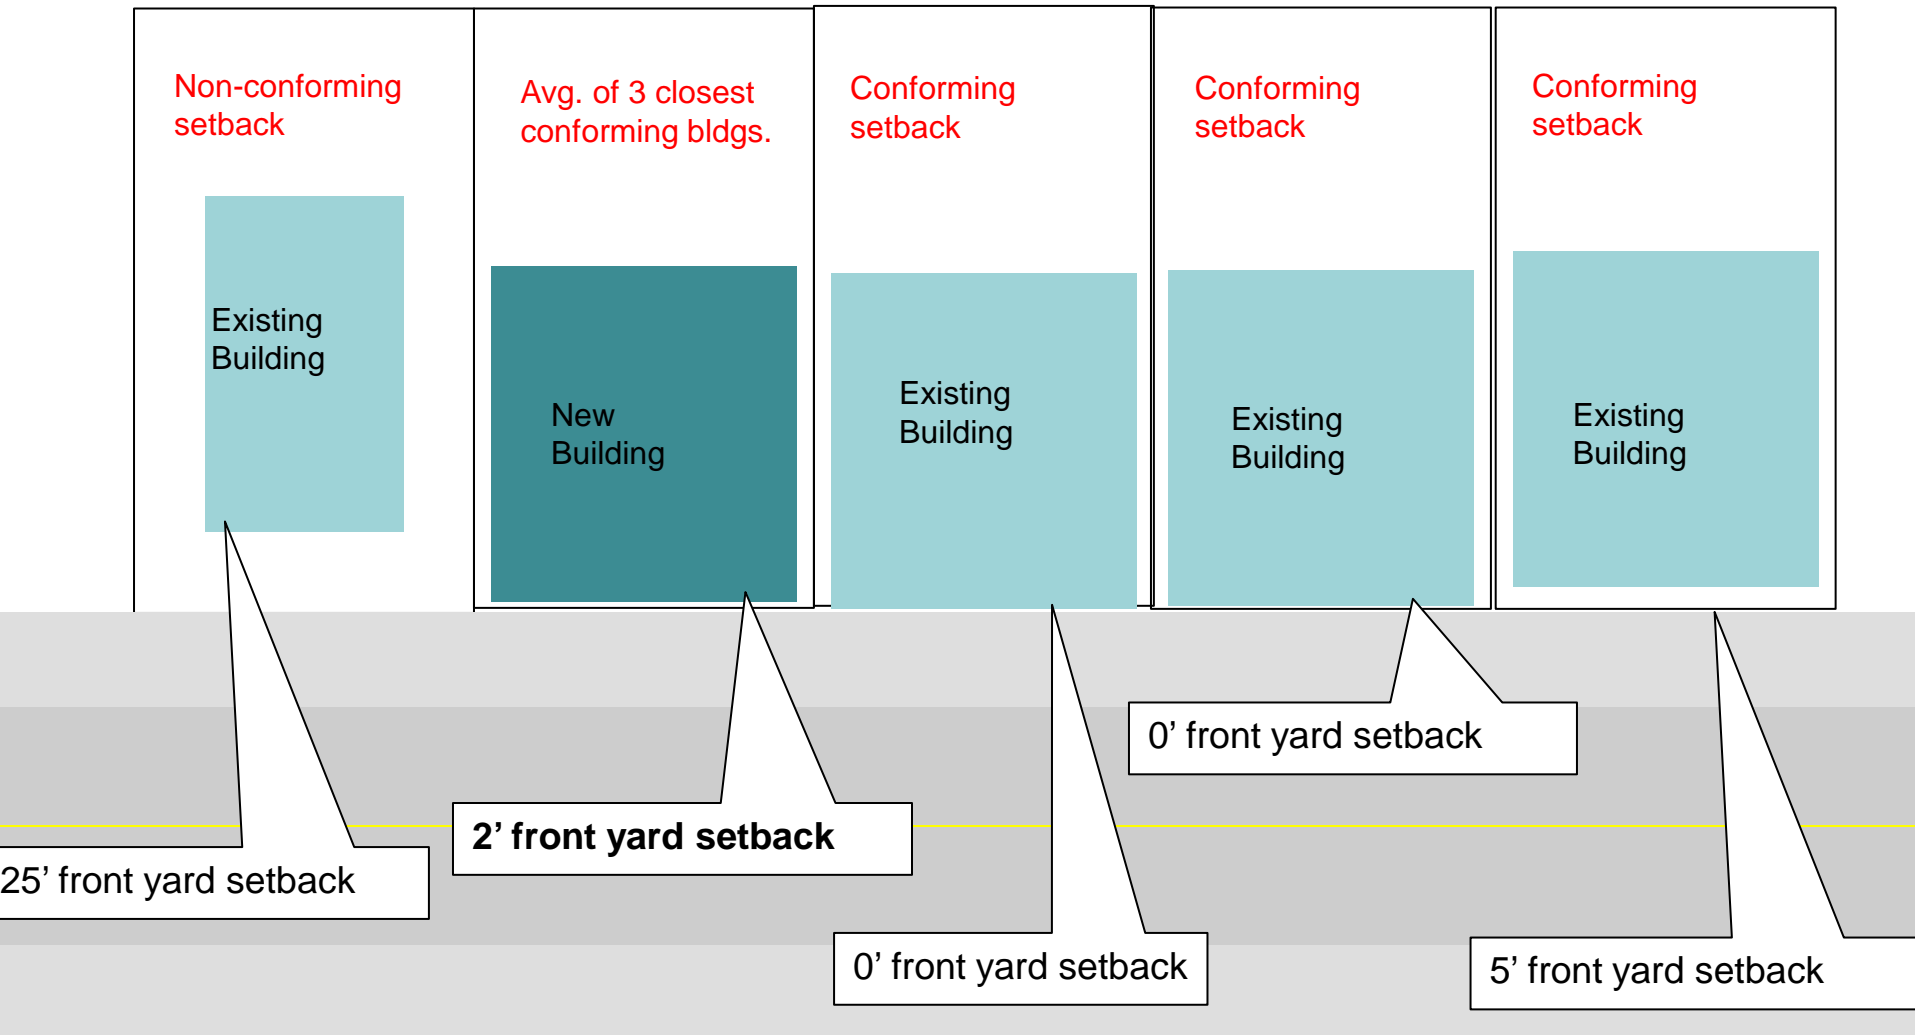 Non-conforming
setback
Avg. of 3 closest
conforming bldgs.
Conforming
setback
Conforming
setback
Conforming
setback
Existing
Building
New
Building
Existing
Building
Existing
Building
Existing
Building
25’ front yard setback
2’ front yard setback
0’ front yard setback
0’ front yard setback
5’ front yard setback